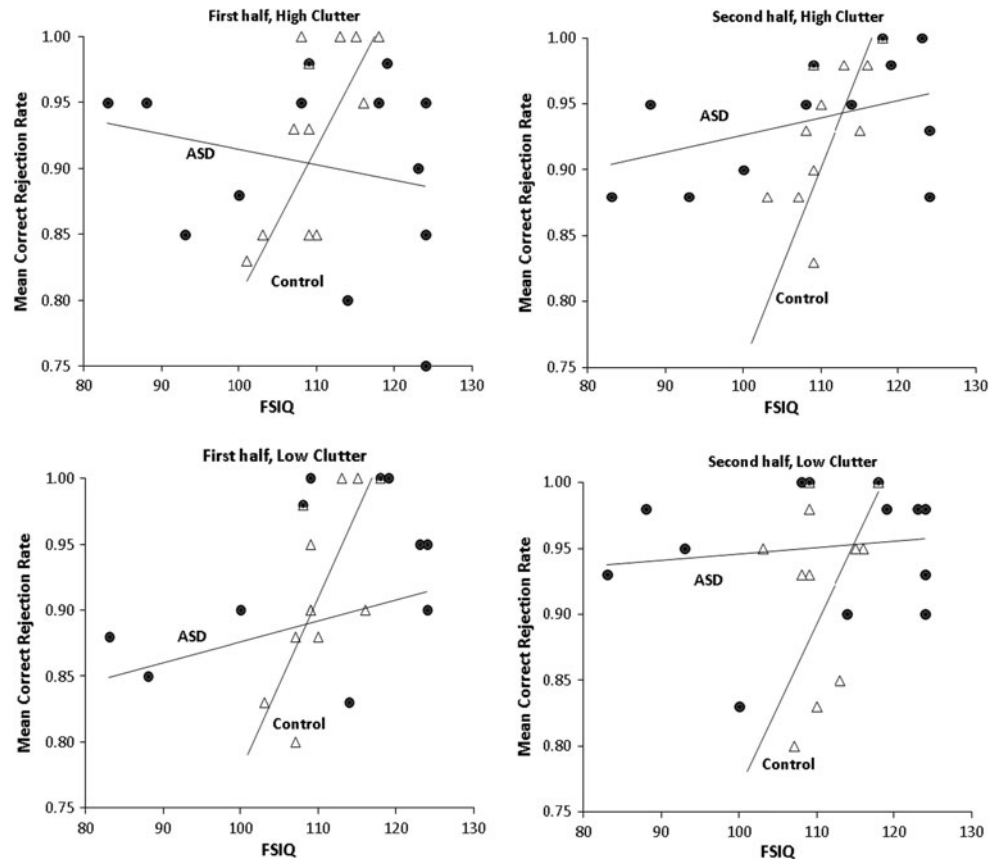 First half, High Clutter
1.00
0.95
0.90
0.85
0.80
0.75
Mean Correct Rejection Rate
ASD
Control
80 90 100 110 120 130
FSIQ
Second half, High Clutter
1.00
0.95
0.90
0.85
0.80
0.75
Mean Correct Rejection Rate
ASD
Control
80 90 100 110 120 130
FSIQ
First half, Low Clutter
1.00
0.95
0.90
0.85
0.80
0.75
Mean Correct Rejection Rate
ASD
Control
80 90 100 110 120 130
FSIQ
Second half, Low Clutter
1.00
0.95
0.90
0.85
0.80
0.75
Mean Correct Rejection Rate
ASD
Control
80 90 100 110 120 130
FSIQ